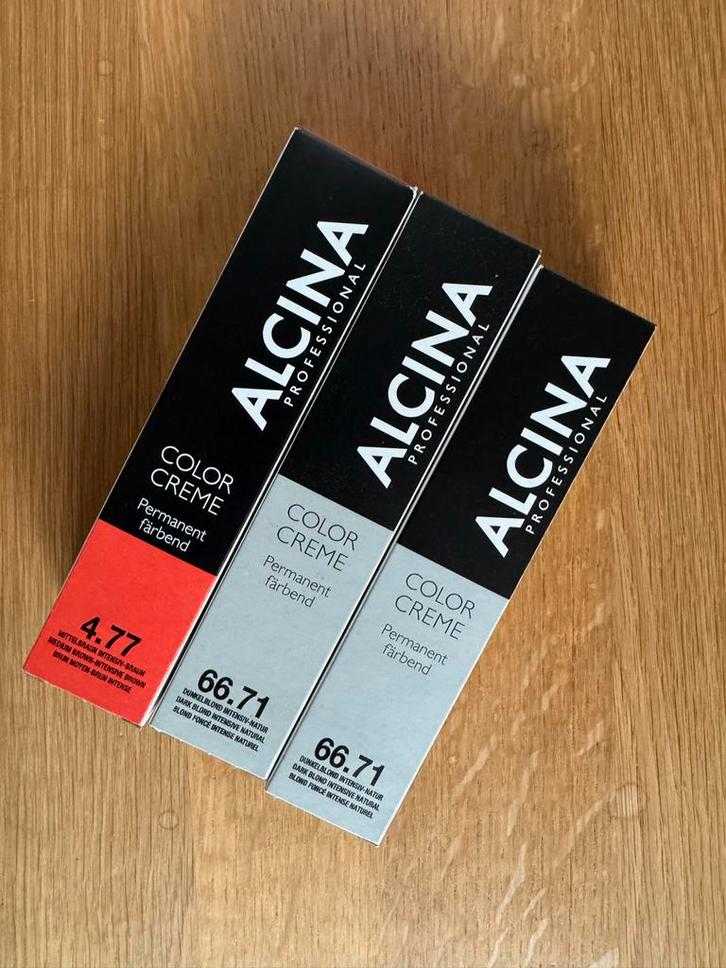 ALCINA
PROFESSIONAL
COLOR
CREME
Permanent
färbend
4.77
MITTELBRAUN INTENSIV-BRAUN
MEDIUM BROWN-INTENSIVE BROWN
BRUN MOYEN-BRUN INTENSE
ALCINA
PROFESSIONAL
COLOR
CREME
Permanent
färbend
66.71
DUNKELBLOND INTENSIV-NATUR
DARK BLOND INTENSIVE NATURAL
BLOND FONCÉ INTENSE NATUREL
ALCINA
PROFESSIONAL
COLOR
CREME
Permanent
färbend
66.71
DUNKELBLOND INTENSIV-NATUR
DARK BLOND INTENSIVE NATURAL
BLOND FONCÉ INTENSE NATUREL